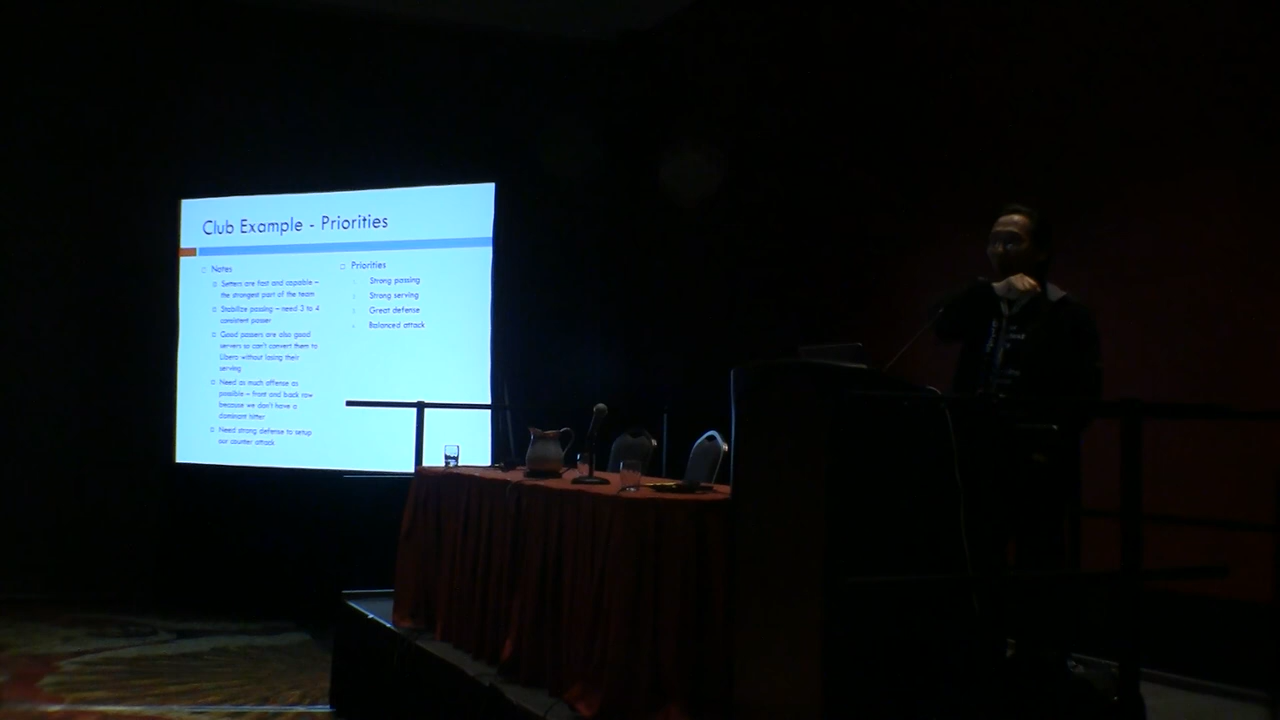 Club Example - Priorities
Notes
Setters are fast and capable –
the strongest part of the team
Stabilize passing – need 3 to 4
consistent passer
Good passers are also good
servers so can't convert them to
Libero without losing their
serving
Need as much offense as
possible – front and back row
because we don't have a
dominant hitter
Need strong defense to setup
our counter attack
Priorities
Strong passing
Strong serving
Great defense
Balanced attack